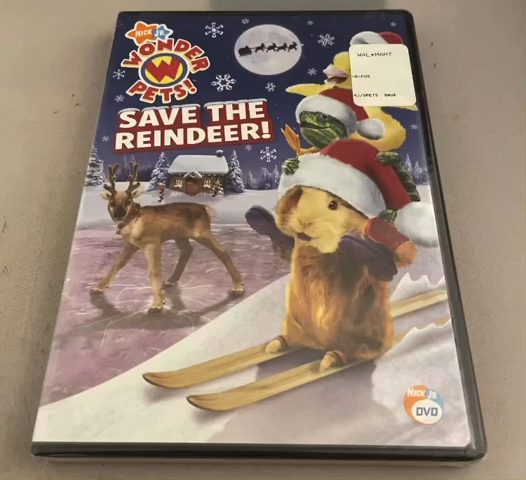 NICK JR.
WONDER
W
PETS!
SAVE THE
REINDEER!
WAL★MART
NICK JR
DVD